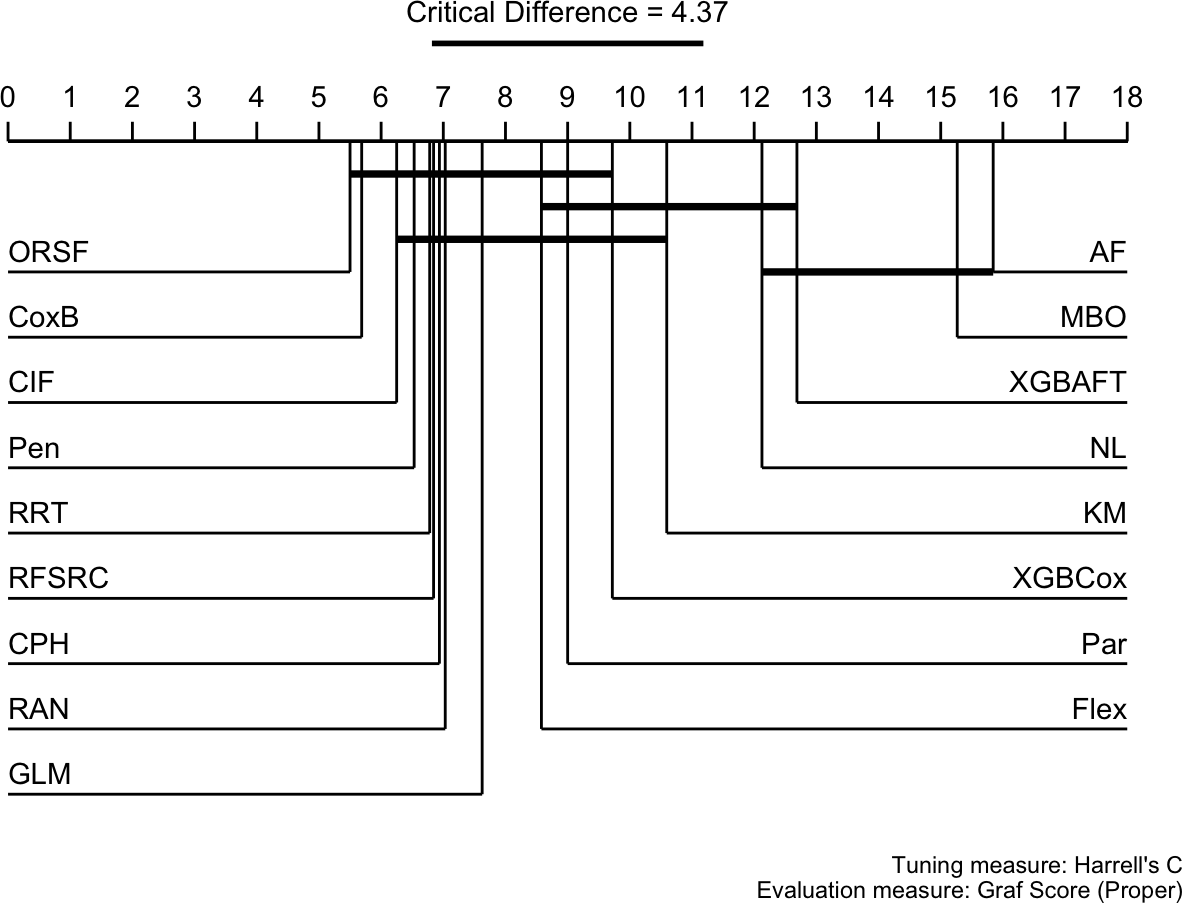 Critical Difference = 4.37
0 1 2 3 4 5 6 7 8 9 10 11 12 13 14 15 16 17 18
ORSF AF
CoxB MBO
CIF XGBAFT
Pen NL
RRT KM
RFSRC XGBCox
CPH Par
RAN Flex
GLM
Tuning measure: Harrell's C
Evaluation measure: Graf Score (Proper)